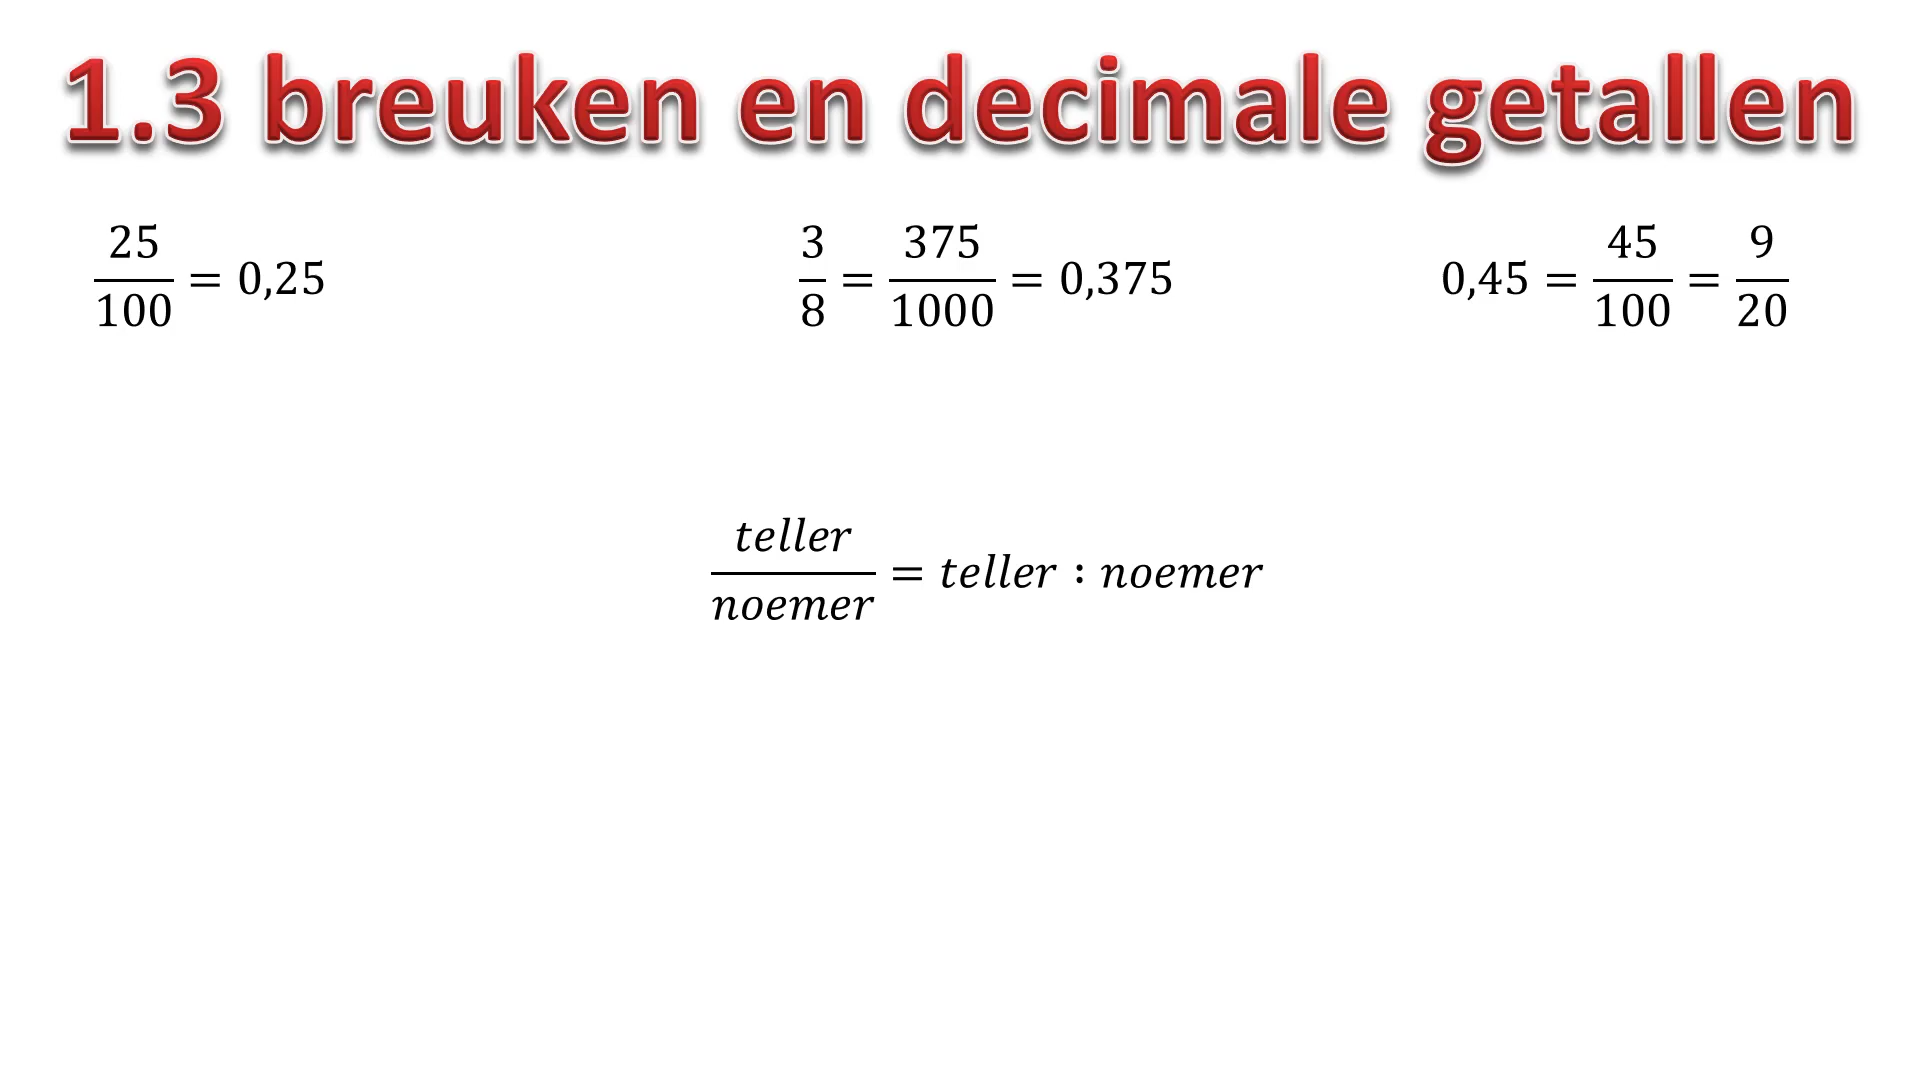 1.3 breuken en decimale getallen
25/100 = 0,25
3/8 = 375/1000 = 0,375
0,45 = 45/100 = 9/20
teller/noemer = teller : noemer